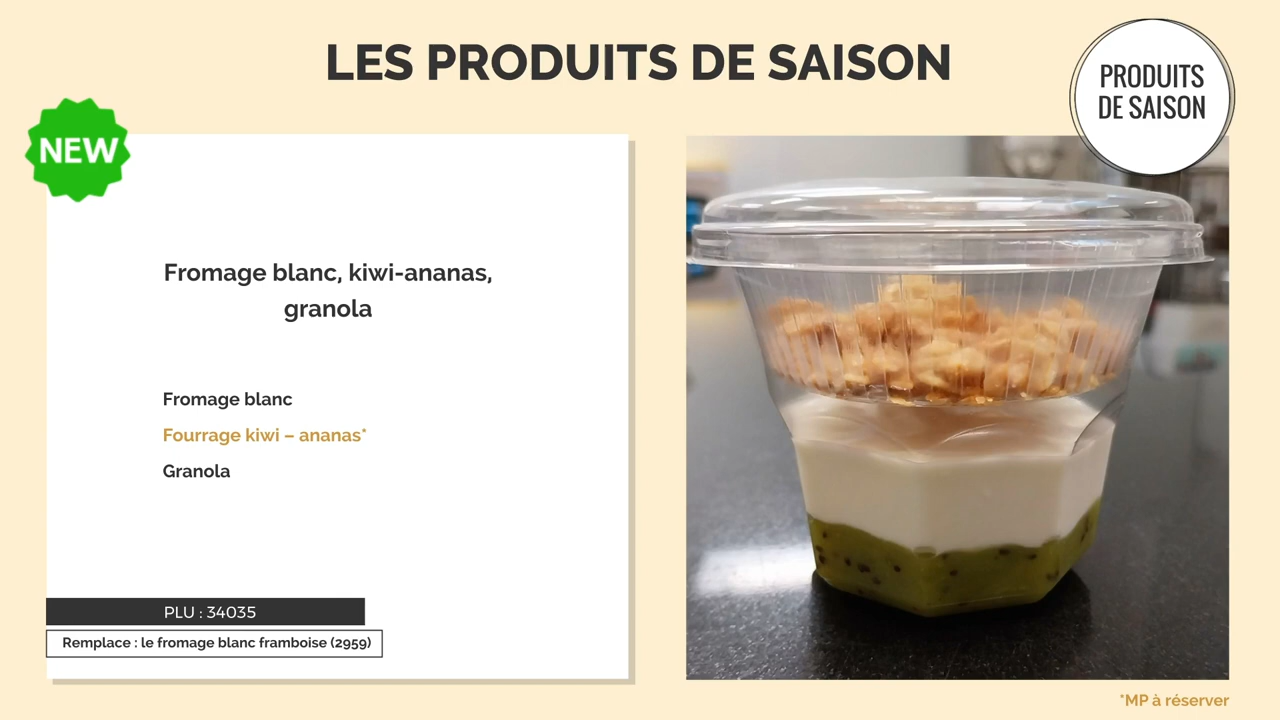 LES PRODUITS DE SAISON
PRODUITS
DE SAISON
NEW
Fromage blanc, kiwi-ananas,
granola
Fromage blanc
Fourrage kiwi – ananas*
Granola
PLU : 34035
Remplace : le fromage blanc framboise (2959)
*MP à réserver